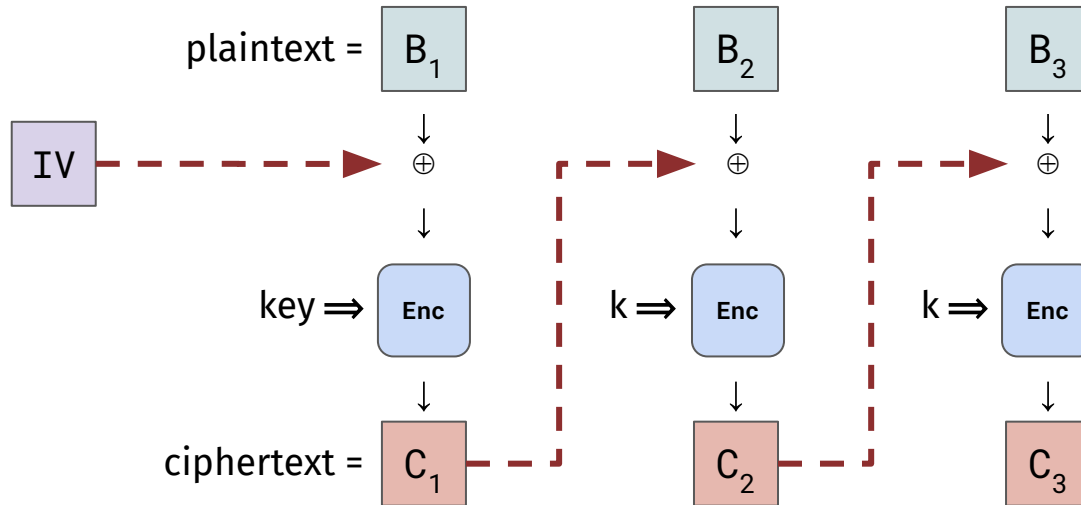 plaintext = B₁ B₂ B₃
↓ ↓ ↓
IV ⊕ ⊕ ⊕
↓ ↓ ↓
key ⇒ Enc k ⇒ Enc k ⇒ Enc
↓ ↓ ↓
ciphertext = C₁ C₂ C₃